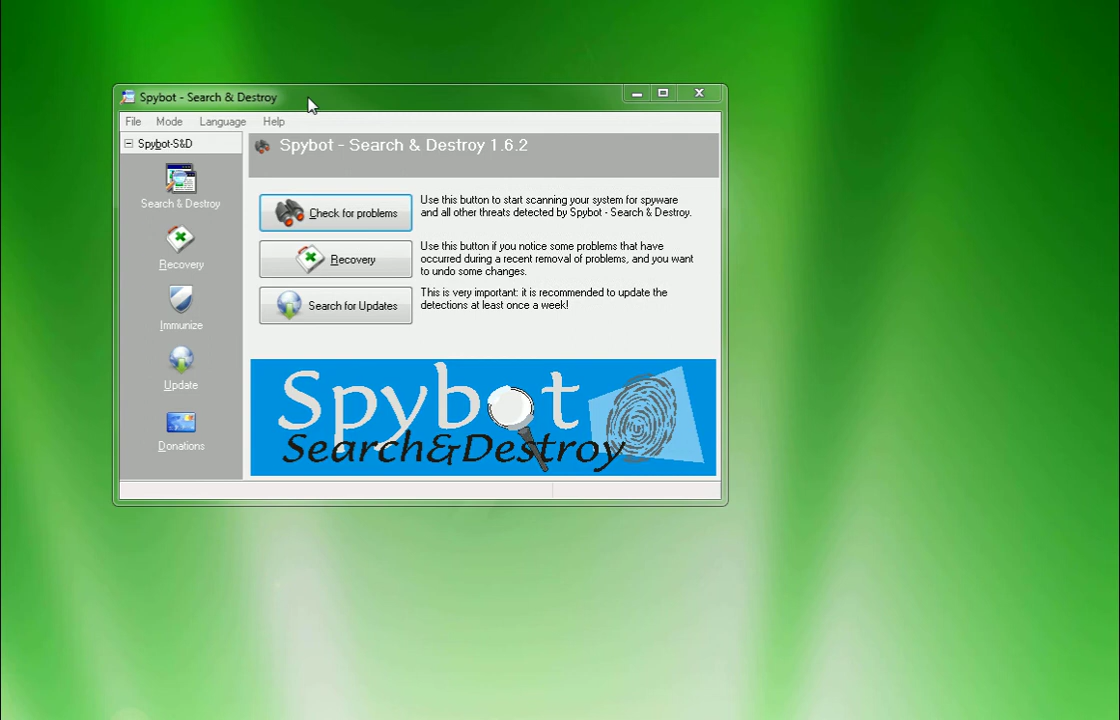 Spybot - Search & Destroy
File Mode Language Help
Spybot-S&D
Search & Destroy
Recovery
Immunize
Update
Donations
Spybot - Search & Destroy 1.6.2
Check for problems
Use this button to start scanning your system for spyware
and all other threats detected by Spybot - Search & Destroy.
Recovery
Use this button if you notice some problems that have
occurred during a recent removal of problems, and you want
to undo some changes.
Search for Updates
This is very important: it is recommended to update the
detections at least once a week!
Spybot
Search&Destroy